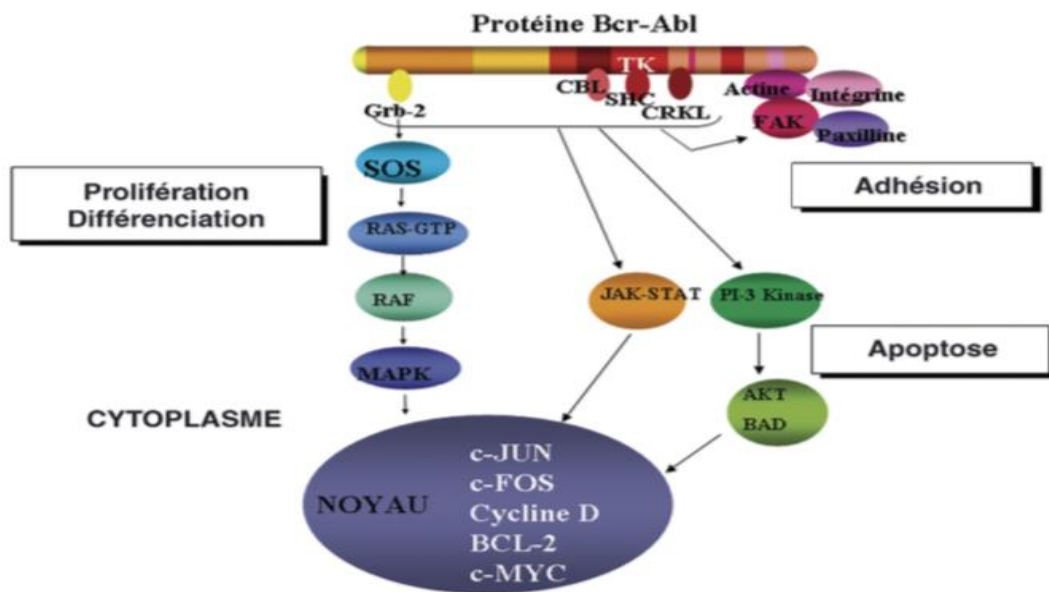 Protéine Bcr-Abl
TK
CBL
SHC
CRKL
Grb-2
Actine
Intégrine
FAK
Paxilline
SOS
Prolifération
Différenciation
Adhésion
RAS-GTP
RAF
JAK-STAT
PI-3 Kinase
Apoptose
MAPK
AKT
BAD
CYTOPLASME
NOYAU
c-JUN
c-FOS
Cycline D
BCL-2
c-MYC